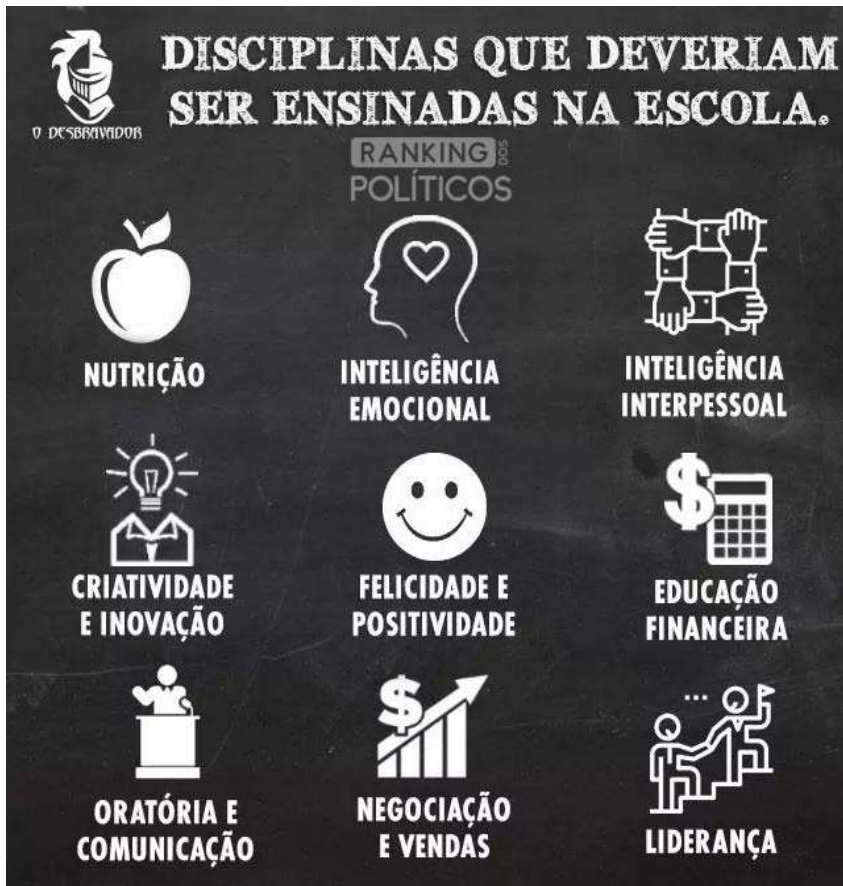 DISCIPLINAS QUE DEVERIAM
SER ENSINADAS NA ESCOLA.
O DESBRAVADOR
RANKING DOS
POLÍTICOS
NUTRIÇÃO
INTELIGÊNCIA
EMOCIONAL
INTELIGÊNCIA
INTERPESSOAL
CRIATIVIDADE
E INOVAÇÃO
FELICIDADE E
POSITIVIDADE
EDUCAÇÃO
FINANCEIRA
ORATÓRIA E
COMUNICAÇÃO
NEGOCIAÇÃO
E VENDAS
LIDERANÇA